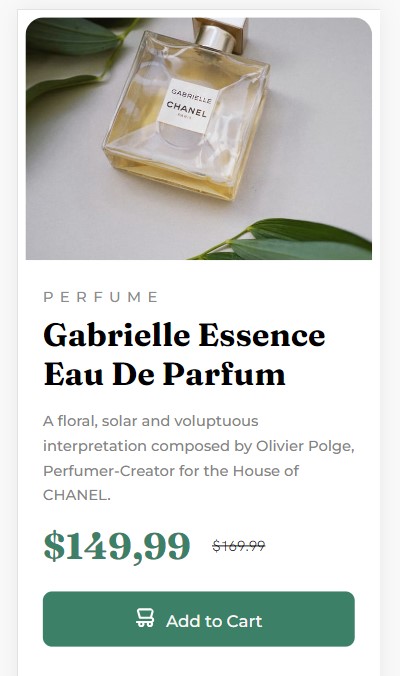 GABRIELLE
CHANEL
PARIS
PERFUME
Gabrielle Essence
Eau De Parfum
A floral, solar and voluptuous
interpretation composed by Olivier Polge,
Perfumer-Creator for the House of
CHANEL.
$149,99 $169.99
Add to Cart